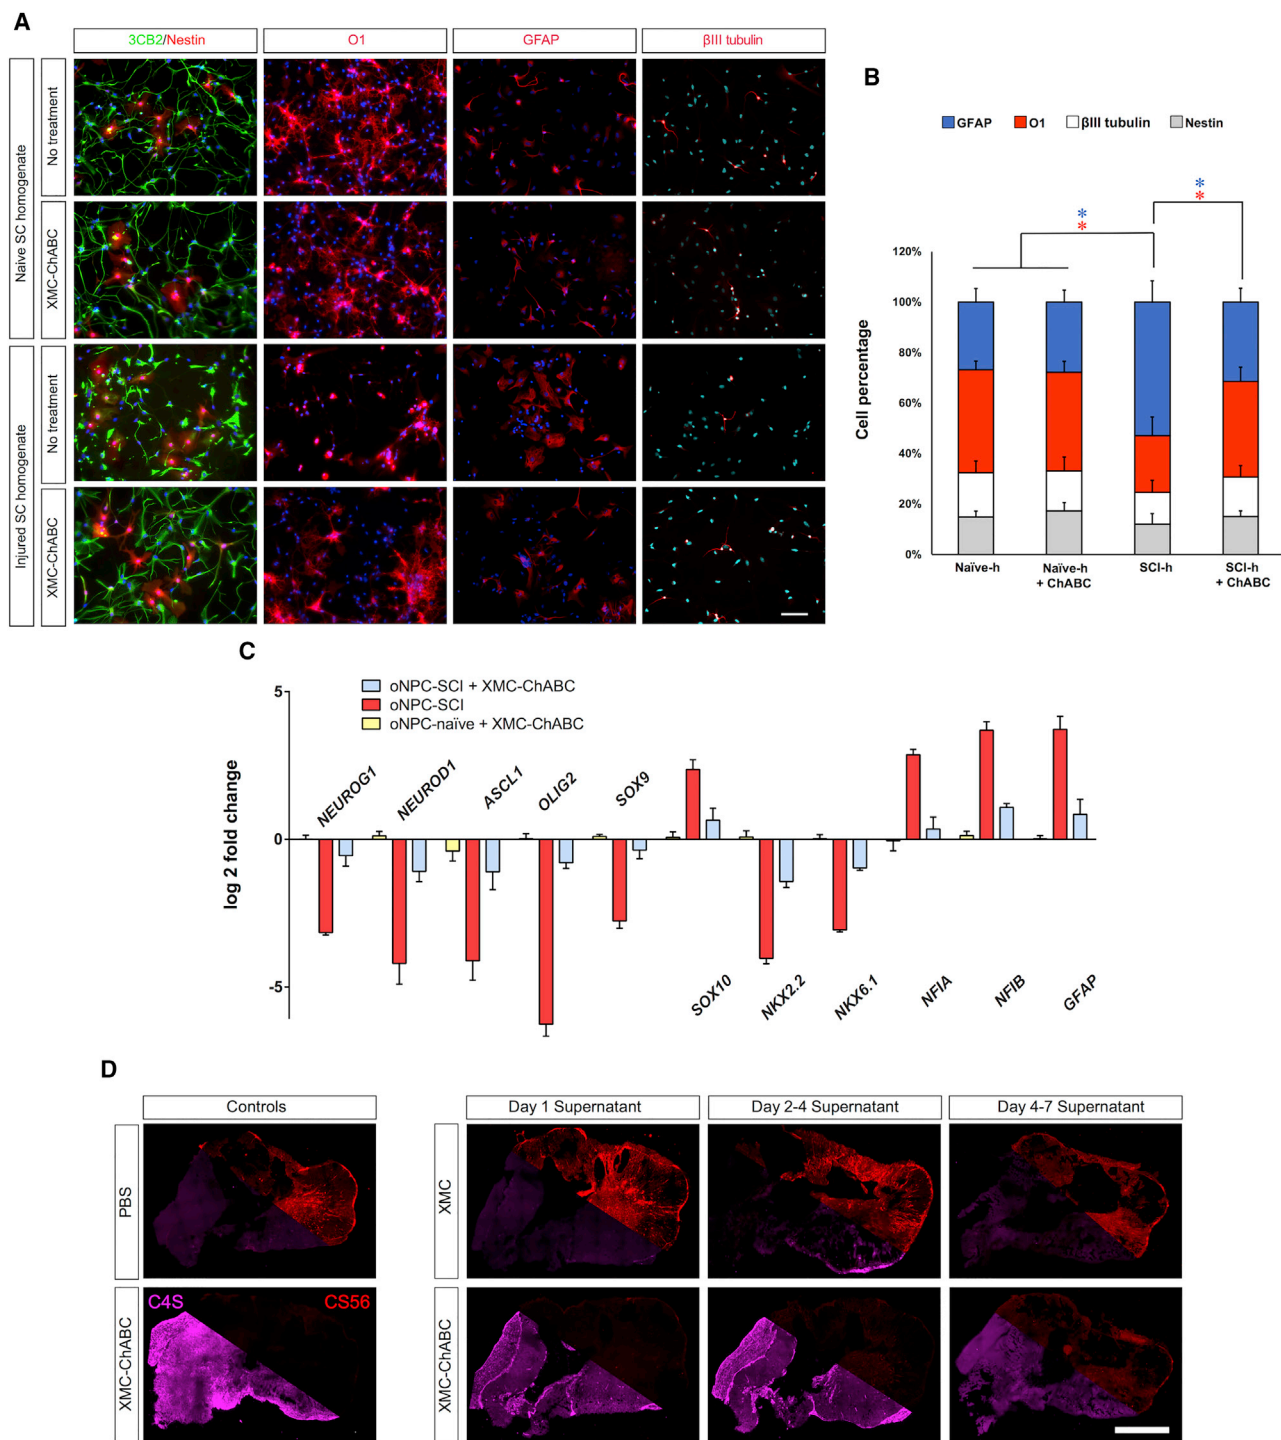 A
3CB2/Nestin
O1
GFAP
βIII tubulin
Naïve SC homogenate
No treatment
XMC-ChABC
Injured SC homogenate
No treatment
XMC-ChABC
B
GFAP
O1
βIII tubulin
Nestin
*
*
*
*
Cell percentage
120%
100%
80%
60%
40%
20%
0%
Naïve-h
Naïve-h
+ ChABC
SCI-h
SCI-h
+ ChABC
C
oNPC-SCI + XMC-ChABC
oNPC-SCI
oNPC-naïve + XMC-ChABC
log 2 fold change
5
0
-5
NEUROG1
NEUROD1
ASCL1
OLIG2
SOX9
SOX10
NKX2.2
NKX6.1
NFIA
NFIB
GFAP
D
Controls
Day 1 Supernatant
Day 2-4 Supernatant
Day 4-7 Supernatant
PBS
XMC
XMC-ChABC
C4S
CS56
XMC-ChABC